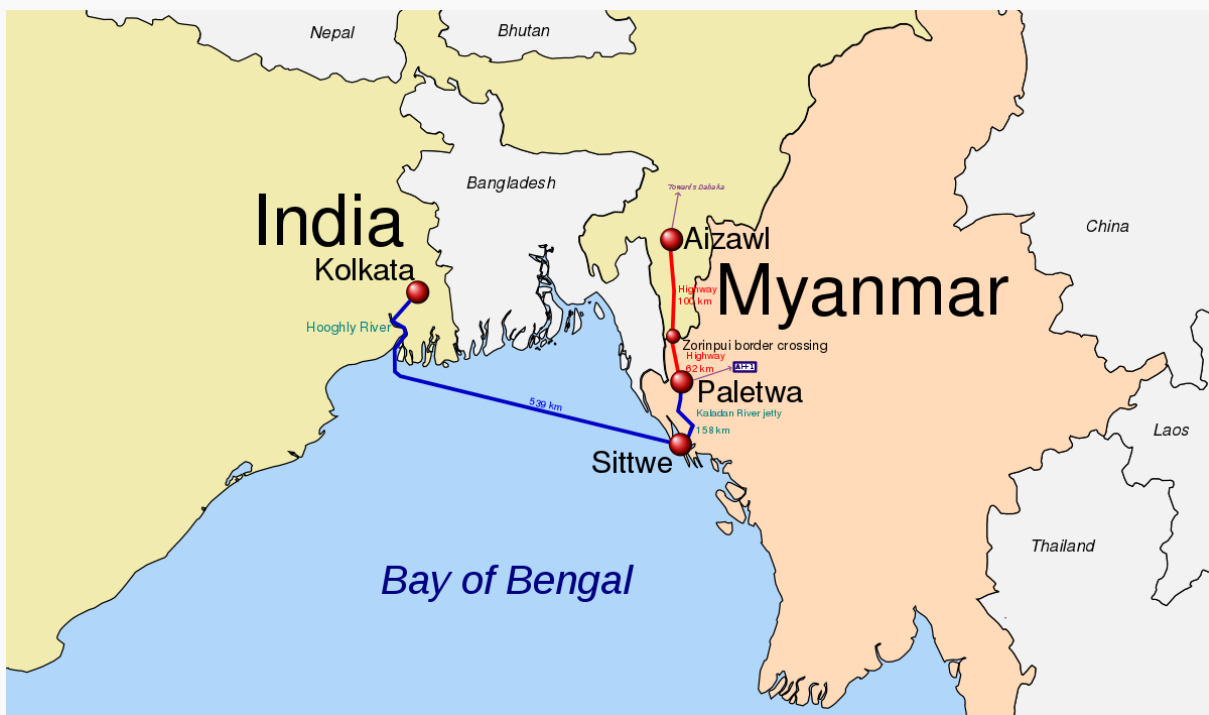 Nepal
Bhutan
Bangladesh
Towards Dabaka
India
Kolkata
Aizawl
China
Myanmar
Highway
100 km
Hooghly River
Zorinpui border crossing
Highway
62 km
AH-1
Paletwa
539 km
Kaladan River jetty
158 km
Laos
Sittwe
Thailand
Bay of Bengal